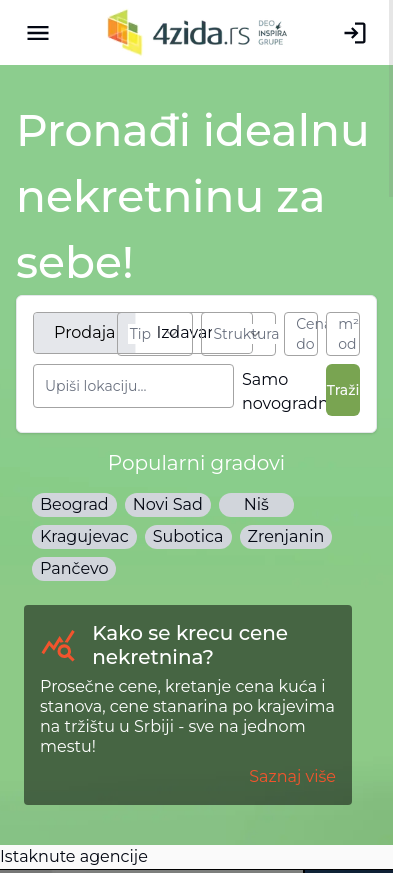 4zida.rs DEO INSPIRA GRUPE
Pronađi idealnu
nekretninu za
sebe!
Prodaja Tip Izdavar Struktura Cena do m² od
Upiši lokaciju... Samo novogradn Traži
Popularni gradovi
Beograd Novi Sad Niš
Kragujevac Subotica Zrenjanin
Pančevo
Kako se krecu cene
nekretnina?
Prosečne cene, kretanje cena kuća i
stanova, cene stanarina po krajevima
na tržištu u Srbiji - sve na jednom
mestu!
Saznaj više
Istaknute agencije